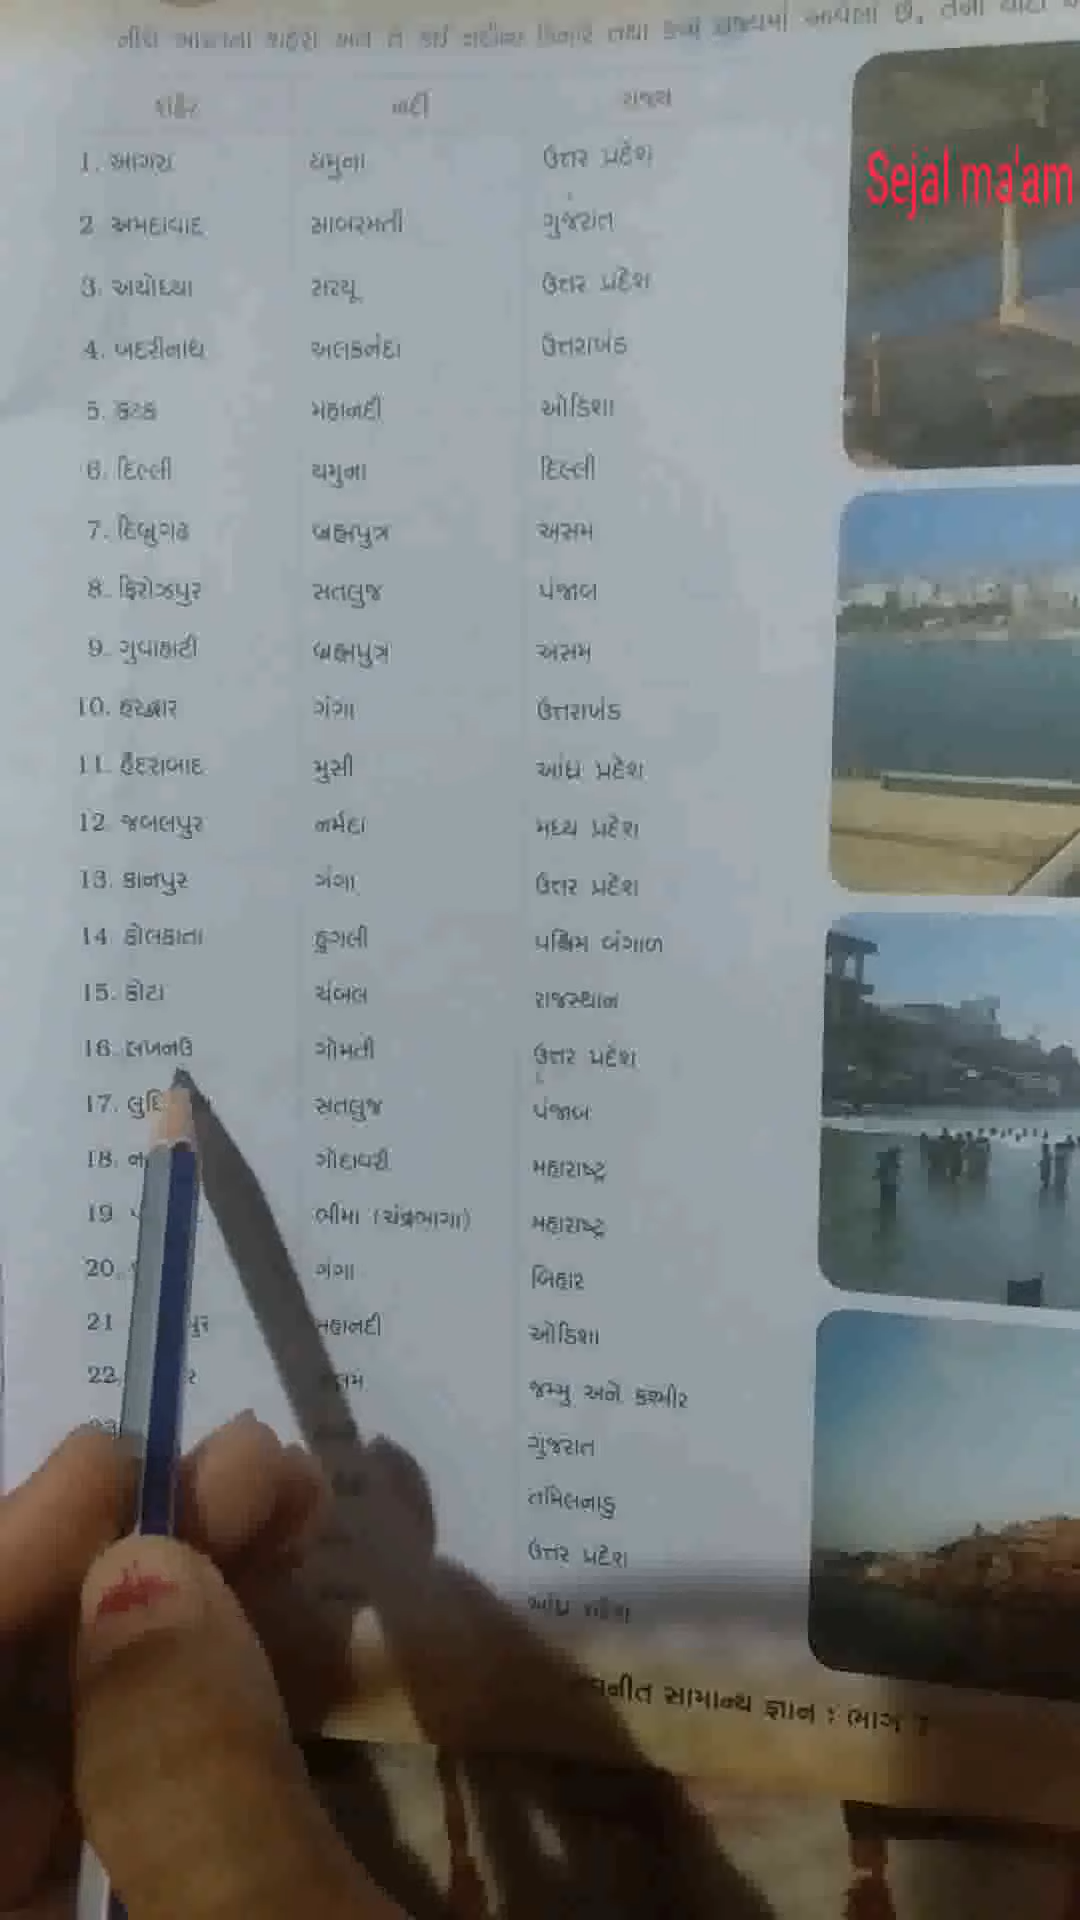 શહેર નદી રાજ્ય
Sejal ma'am
1. આગરા યમુના ઉત્તર પ્રદેશ
2 અમદાવાદ સાબરમતી ગુજરાત
3. અયોધ્યા સરયૂ ઉત્તર પ્રદેશ
4. બદરીનાથ અલકનંદા ઉત્તરાખંડ
5. કટક મહાનદી ઓડિશા
6. દિલ્લી યમુના દિલ્લી
7. દિબ્રુગઢ બ્રહ્મપુત્ર અસમ
8. ફિરોઝપુર સતલુજ પંજાબ
9. ગુવાહાટી બ્રહ્મપુત્ર અસમ
10. હરદ્વાર ગંગા ઉત્તરાખંડ
11. હૈદરાબાદ મુસી આંધ્ર પ્રદેશ
12. જબલપુર નર્મદા મધ્ય પ્રદેશ
13. કાનપુર ગંગા ઉત્તર પ્રદેશ
14. કોલકાતા હુગલી પશ્ચિમ બંગાળ
15. કોટા ચંબલ રાજસ્થાન
16. લખનઉ ગોમતી ઉત્તર પ્રદેશ
17. સતલુજ પંજાબ
18. ગોદાવરી મહારાષ્ટ્ર
19 ભીમા (ચંદ્રભાગા) મહારાષ્ટ્ર
20. ગંગા બિહાર
21 મહાનદી ઓડિશા
22. જમ્મુ અને કશ્મીર
ગુજરાત
તમિલનાડુ
ઉત્તર પ્રદેશ
આંધ્ર પ્રદેશ
સામાન્ય જ્ઞાન : ભાગ 7